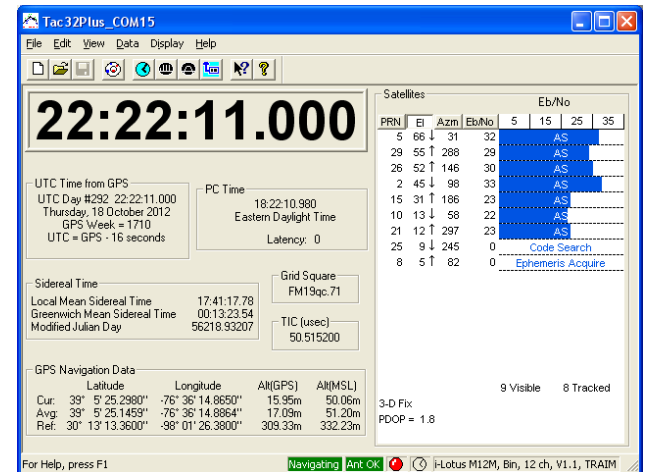 Tac32Plus_COM15
File Edit View Data Display Help
22:22:11.000
UTC Time from GPS
UTC Day #292 22:22:11.000
Thursday, 18 October 2012
GPS Week = 1710
UTC = GPS - 16 seconds
PC Time
18:22:10.980
Eastern Daylight Time
Latency: 0
Sidereal Time
Local Mean Sidereal Time 17:41:17.78
Greenwich Mean Sidereal Time 00:13:23.54
Modified Julian Day 56218.93207
Grid Square
FM19qc.71
TIC (usec)
50.515200
GPS Navigation Data
Latitude Longitude Alt(GPS) Alt(MSL)
Cur: 39° 5' 25.2980" -76° 36' 14.8650" 15.95m 50.06m
Avg: 39° 5' 25.1459" -76° 36' 14.8864" 17.09m 51.20m
Ref: 30° 13' 13.3600" -98° 01' 26.3800" 309.33m 332.23m
Satellites
Eb/No
PRN El Azm Eb/No 5 15 25 35
5 66 ↓ 31 32 AS
29 55 ↑ 288 29 AS
26 52 ↑ 146 30 AS
2 45 ↓ 98 33 AS
15 31 ↑ 186 23 AS
10 13 ↓ 58 22 AS
21 12 ↑ 297 23 AS
25 9 ↓ 245 0 Code Search
8 5 ↑ 82 0 Ephemeris Acquire
9 Visible 8 Tracked
3-D Fix
PDOP = 1.8
For Help, press F1 Navigating Ant OK i-Lotus M12M, Bin, 12 ch, V1.1, TRAIM